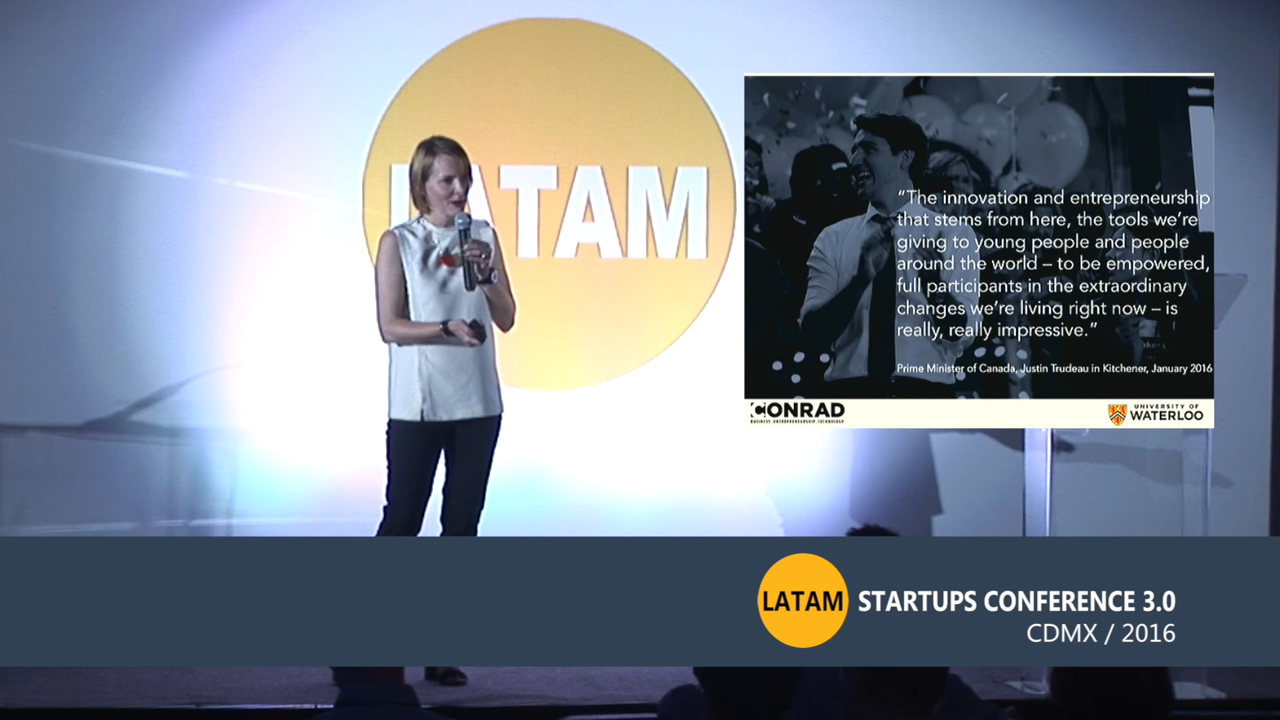 LATAM
“The innovation and entrepreneurship
that stems from here, the tools we’re
giving to young people and people
around the world – to be empowered,
full participants in the extraordinary
changes we’re living right now – is
really, really impressive.”
Prime Minister of Canada, Justin Trudeau in Kitchener, January 2016
CONRAD
BUSINESS. ENTREPRENEURSHIP. TECHNOLOGY
UNIVERSITY OF
WATERLOO
LATAM STARTUPS CONFERENCE 3.0
CDMX / 2016